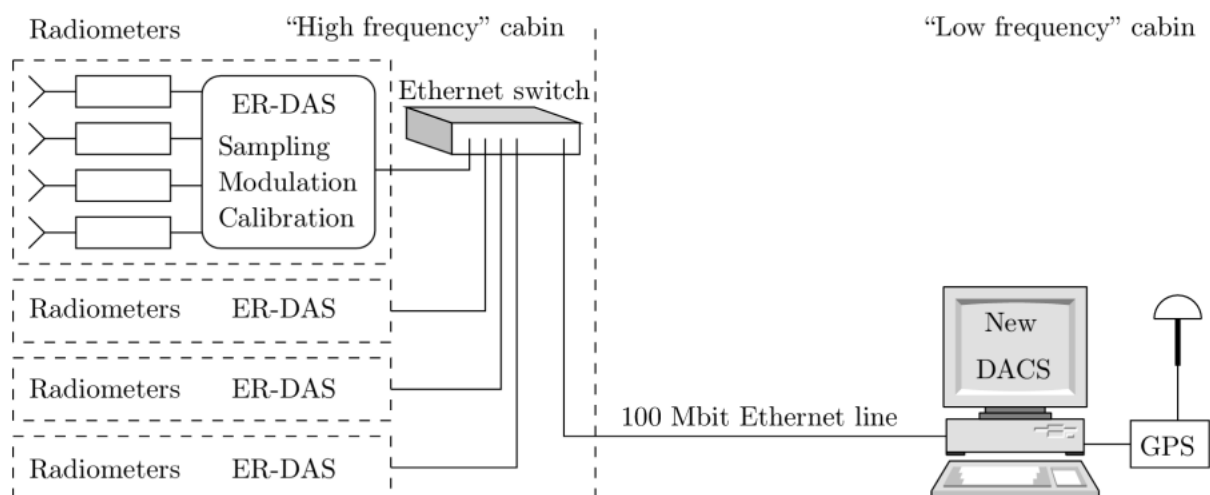 Radiometers
“High frequency” cabin
“Low frequency” cabin
Ethernet switch
ER-DAS
Sampling
Modulation
Calibration
Radiometers ER-DAS
New
DACS
Radiometers ER-DAS
100 Mbit Ethernet line
GPS
Radiometers ER-DAS